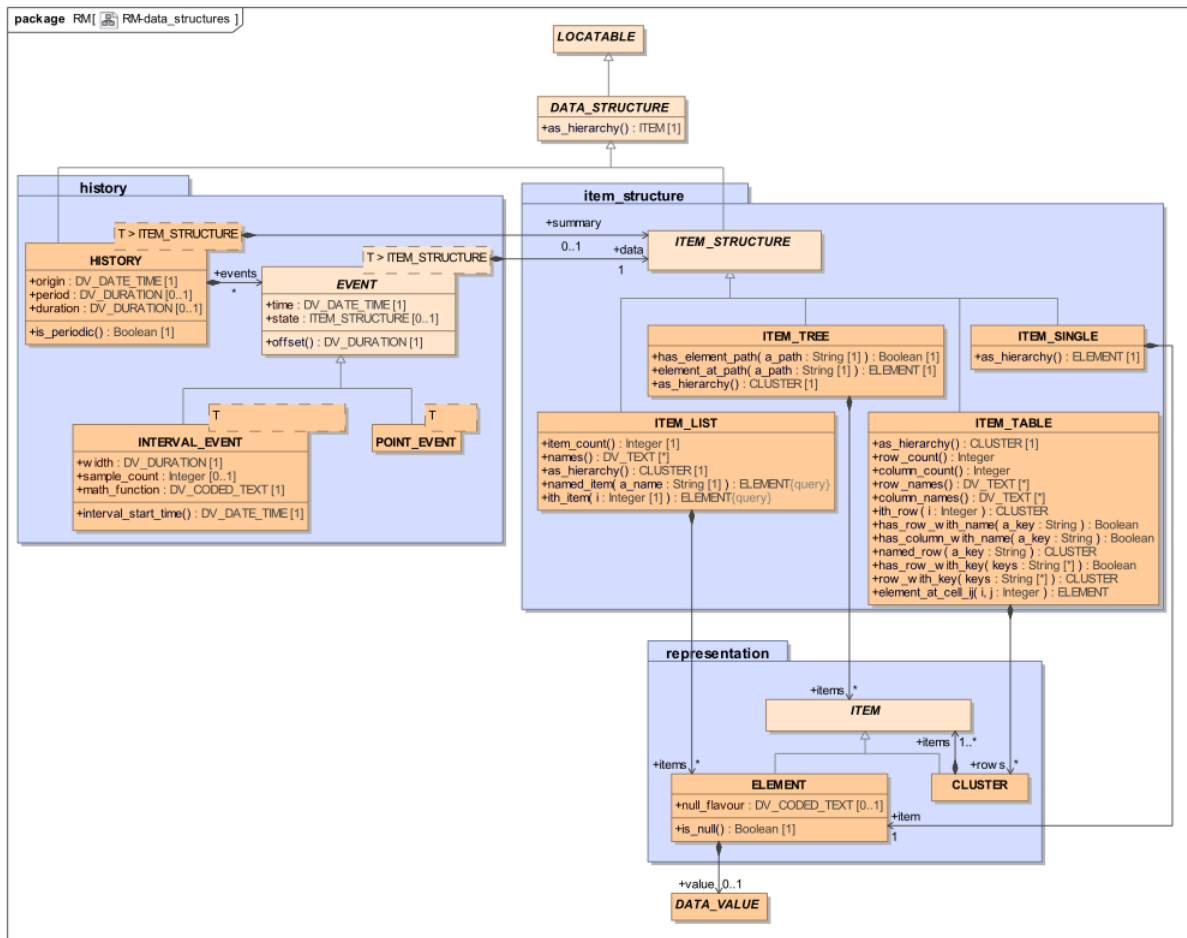 package RM[ RM-data_structures ]
LOCATABLE
DATA_STRUCTURE
+as_hierarchy() : ITEM [1]
history
T > ITEM_STRUCTURE
HISTORY
+origin : DV_DATE_TIME [1]
+period : DV_DURATION [0..1]
+duration : DV_DURATION [0..1]
+is_periodic() : Boolean [1]
+events
*
T > ITEM_STRUCTURE
EVENT
+time : DV_DATE_TIME [1]
+state : ITEM_STRUCTURE [0..1]
+offset() : DV_DURATION [1]
T
INTERVAL_EVENT
+width : DV_DURATION [1]
+sample_count : Integer [0..1]
+math_function : DV_CODED_TEXT [1]
+interval_start_time() : DV_DATE_TIME [1]
T
POINT_EVENT
item_structure
+summary
0..1
+data
1
ITEM_STRUCTURE
ITEM_TREE
+has_element_path( a_path : String [1] ) : Boolean [1]
+element_at_path( a_path : String [1] ) : ELEMENT [1]
+as_hierarchy() : CLUSTER [1]
ITEM_SINGLE
+as_hierarchy() : ELEMENT [1]
ITEM_LIST
+item_count() : Integer [1]
+names() : DV_TEXT [*]
+as_hierarchy() : CLUSTER [1]
+named_item( a_name : String [1] ) : ELEMENT{query}
+ith_item( i : Integer [1] ) : ELEMENT{query}
ITEM_TABLE
+as_hierarchy() : CLUSTER [1]
+row_count() : Integer
+column_count() : Integer
+row_names() : DV_TEXT [*]
+column_names() : DV_TEXT [*]
+ith_row( i : Integer ) : CLUSTER
+has_row_with_name( a_key : String ) : Boolean
+has_column_with_name( a_key : String ) : Boolean
+named_row( a_key : String ) : CLUSTER
+has_row_with_key( keys : String [*] ) : Boolean
+row_with_key( keys : String [*] ) : CLUSTER
+element_at_cell_ij( i, j : Integer ) : ELEMENT
representation
+items *
ITEM
+items 1..*
+items *
+rows *
ELEMENT
+null_flavour : DV_CODED_TEXT [0..1]
+is_null() : Boolean [1]
CLUSTER
+item
1
+value 0..1
DATA_VALUE